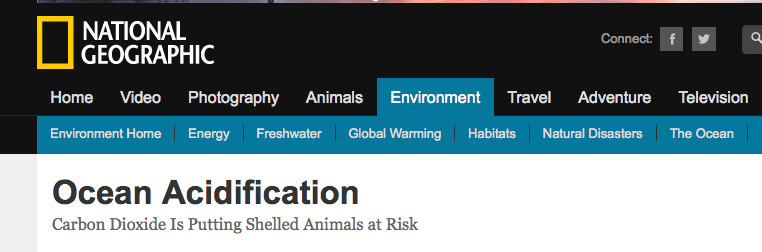 NATIONAL
GEOGRAPHIC
Connect:
Home Video Photography Animals Environment Travel Adventure Television
Environment Home Energy Freshwater Global Warming Habitats Natural Disasters The Ocean
Ocean Acidification
Carbon Dioxide Is Putting Shelled Animals at Risk